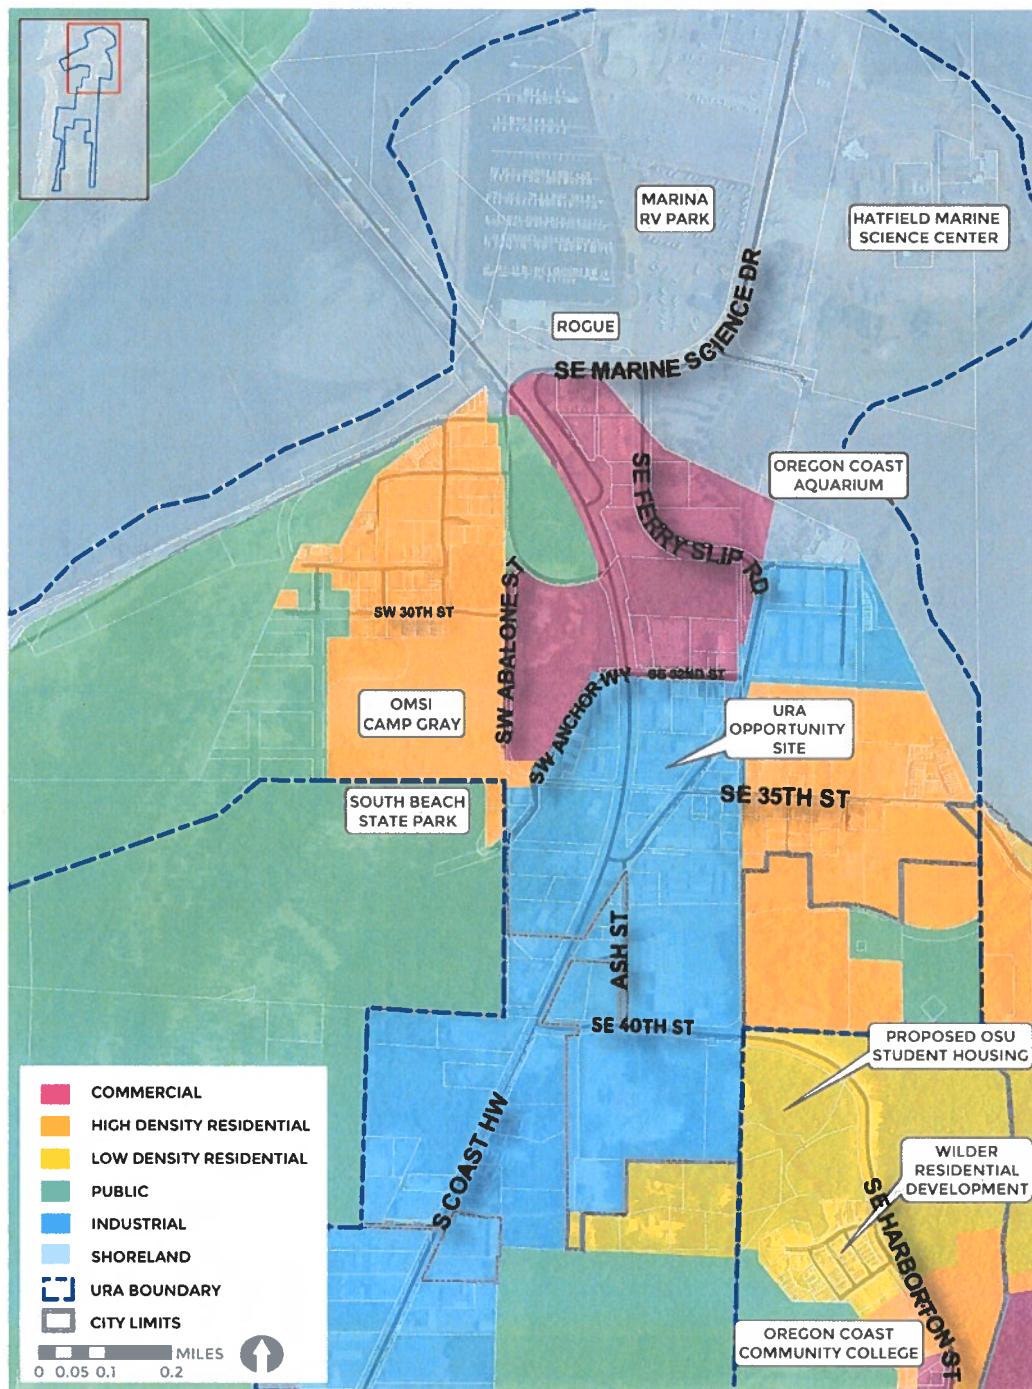 MARINA
RV PARK
HATFIELD MARINE
SCIENCE CENTER
ROGUE
SE MARINE SCIENCE DR
OREGON COAST
AQUARIUM
SE FERRY SLIP RD
SW ABALONE ST
SW 30TH ST
SW ANCHOR WY
SE 32ND ST
OMSI
CAMP GRAY
URA
OPPORTUNITY
SITE
SOUTH BEACH
STATE PARK
SE 35TH ST
ASH ST
SE 40TH ST
PROPOSED OSU
STUDENT HOUSING
S COAST HW
WILDER
RESIDENTIAL
DEVELOPMENT
SE HARBORTON ST
OREGON COAST
COMMUNITY COLLEGE
COMMERCIAL
HIGH DENSITY RESIDENTIAL
LOW DENSITY RESIDENTIAL
PUBLIC
INDUSTRIAL
SHORELAND
URA BOUNDARY
CITY LIMITS
MILES
0 0.05 0.1 0.2